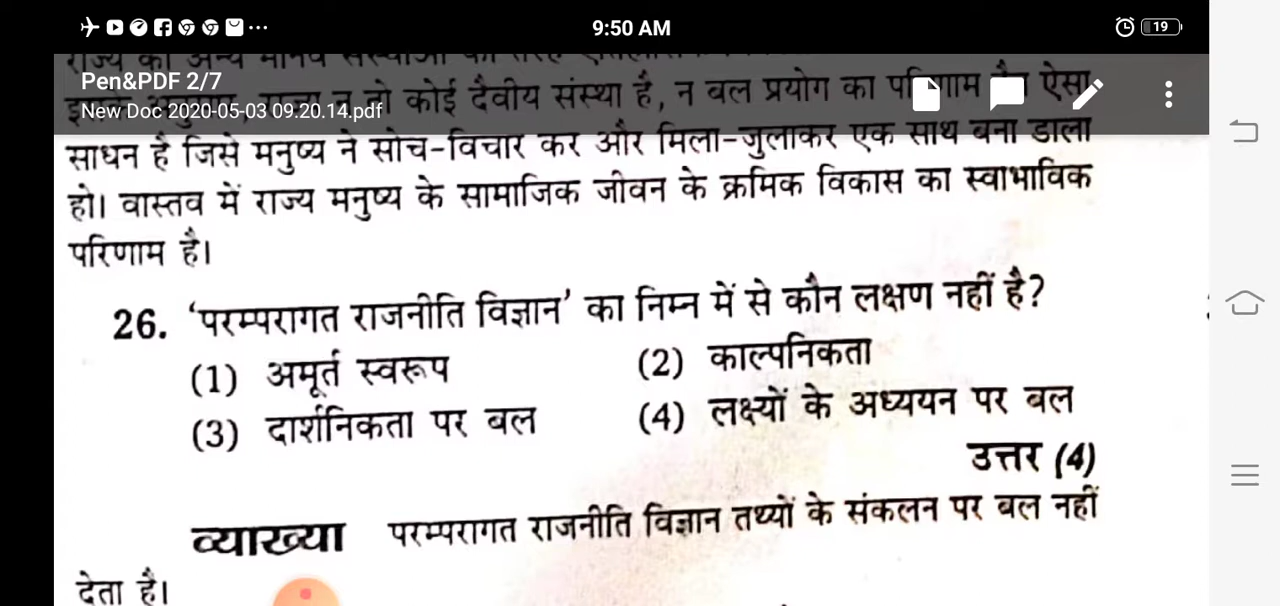 9:50 AM
19
राज्य का अन्य मानव
Pen&PDF 2/7
तो कोई दैवीय संस्था है, न बल प्रयोग का ऐसा
New Doc 2020-05-03 09.20.14.pdf
साधन है जिसे मनुष्य ने सोच-विचार कर और मिला-जुलाकर एक साथ बना डाला
हो। वास्तव में राज्य मनुष्य के सामाजिक जीवन के क्रमिक विकास का स्वाभाविक
परिणाम है।
26. ‘परम्परागत राजनीति विज्ञान’ का निम्न में से कौन लक्षण नहीं है?
(1) अमूर्त स्वरूप (2) काल्पनिकता
(3) दार्शनिकता पर बल (4) लक्ष्यों के अध्ययन पर बल
उत्तर (4)
व्याख्या परम्परागत राजनीति विज्ञान तथ्यों के संकलन पर बल नहीं
देता है।